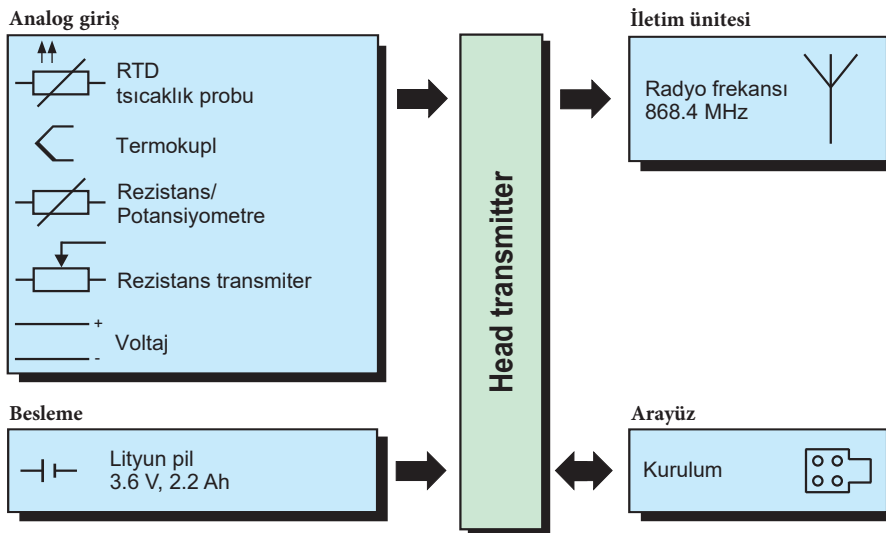 Analog giriş
RTD
tsıcaklık probu
Termokupl
Rezistans/
Potansiyometre
Rezistans transmiter
+
Voltaj
-
Besleme
Lityun pil
3.6 V, 2.2 Ah
Head transmitter
İletim ünitesi
Radyo frekansı
868.4 MHz
Arayüz
Kurulum